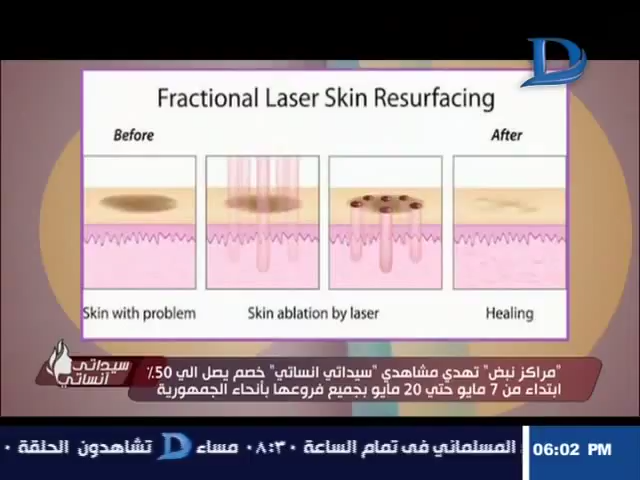 Fractional Laser Skin Resurfacing
Before
After
Skin with problem
Skin ablation by laser
Healing
سيداتي
انساتي
"مراكز نبض" تهدي مشاهدي "سيداتي انساتي" خصم يصل الي 50٪
ابتداء من 7 مايو حتي 20 مايو بجميع فروعها بأنحاء الجمهورية
المسلماني فى تمام الساعة ٠٨:٣٠ مساء
تشاهدون الحلقة
06:02 PM